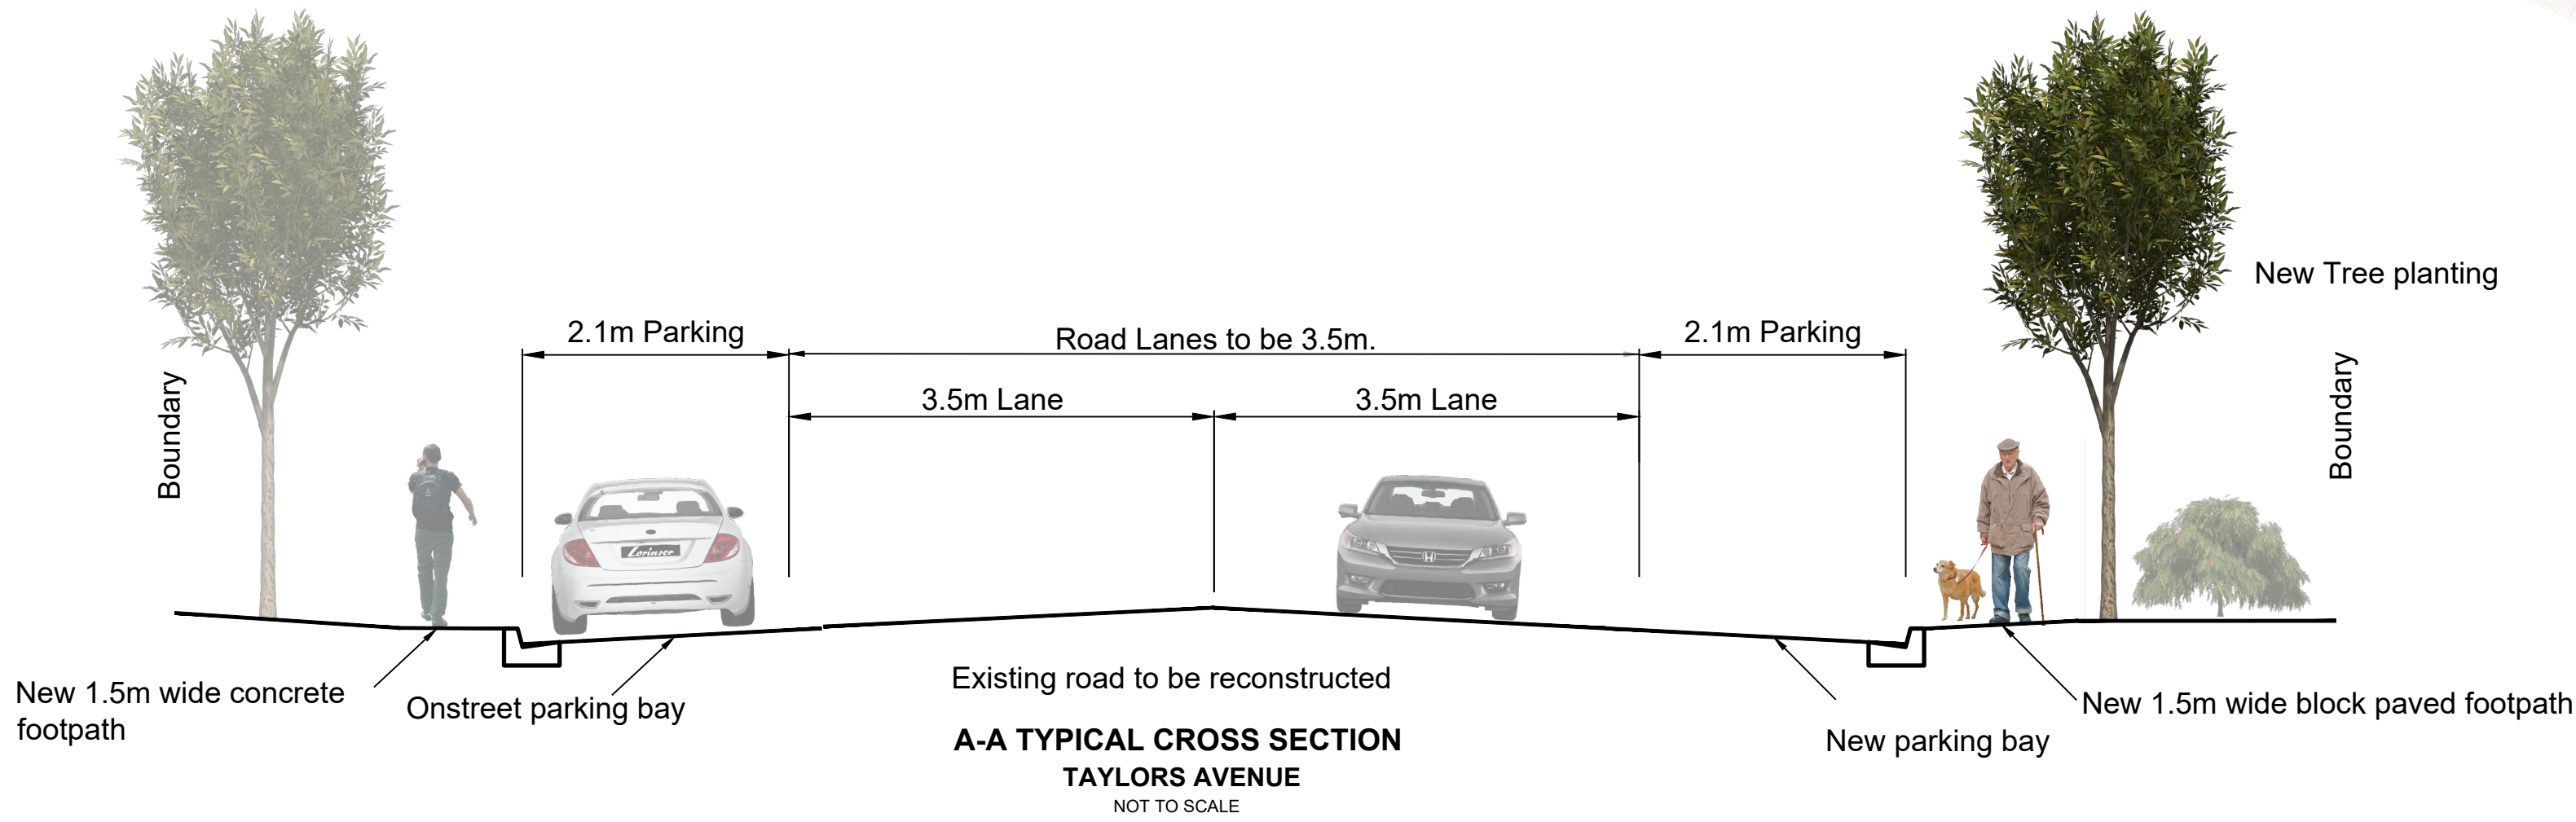 New Tree planting
2.1m Parking
Road Lanes to be 3.5m.
2.1m Parking
3.5m Lane
3.5m Lane
Boundary
Boundary
Lorinser
New 1.5m wide concrete
footpath
Onstreet parking bay
Existing road to be reconstructed
New 1.5m wide block paved footpath
New parking bay
A-A TYPICAL CROSS SECTION
TAYLORS AVENUE
NOT TO SCALE